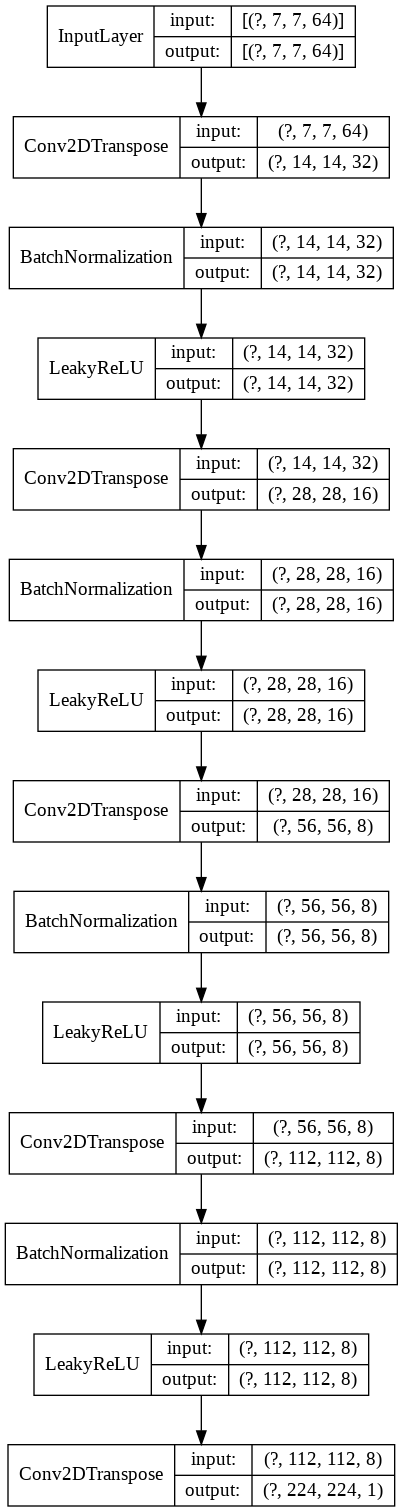 InputLayer input: [(?, 7, 7, 64)]
output: [(?, 7, 7, 64)]
Conv2DTranspose input: (?, 7, 7, 64)
output: (?, 14, 14, 32)
BatchNormalization input: (?, 14, 14, 32)
output: (?, 14, 14, 32)
LeakyReLU input: (?, 14, 14, 32)
output: (?, 14, 14, 32)
Conv2DTranspose input: (?, 14, 14, 32)
output: (?, 28, 28, 16)
BatchNormalization input: (?, 28, 28, 16)
output: (?, 28, 28, 16)
LeakyReLU input: (?, 28, 28, 16)
output: (?, 28, 28, 16)
Conv2DTranspose input: (?, 28, 28, 16)
output: (?, 56, 56, 8)
BatchNormalization input: (?, 56, 56, 8)
output: (?, 56, 56, 8)
LeakyReLU input: (?, 56, 56, 8)
output: (?, 56, 56, 8)
Conv2DTranspose input: (?, 56, 56, 8)
output: (?, 112, 112, 8)
BatchNormalization input: (?, 112, 112, 8)
output: (?, 112, 112, 8)
LeakyReLU input: (?, 112, 112, 8)
output: (?, 112, 112, 8)
Conv2DTranspose input: (?, 112, 112, 8)
output: (?, 224, 224, 1)